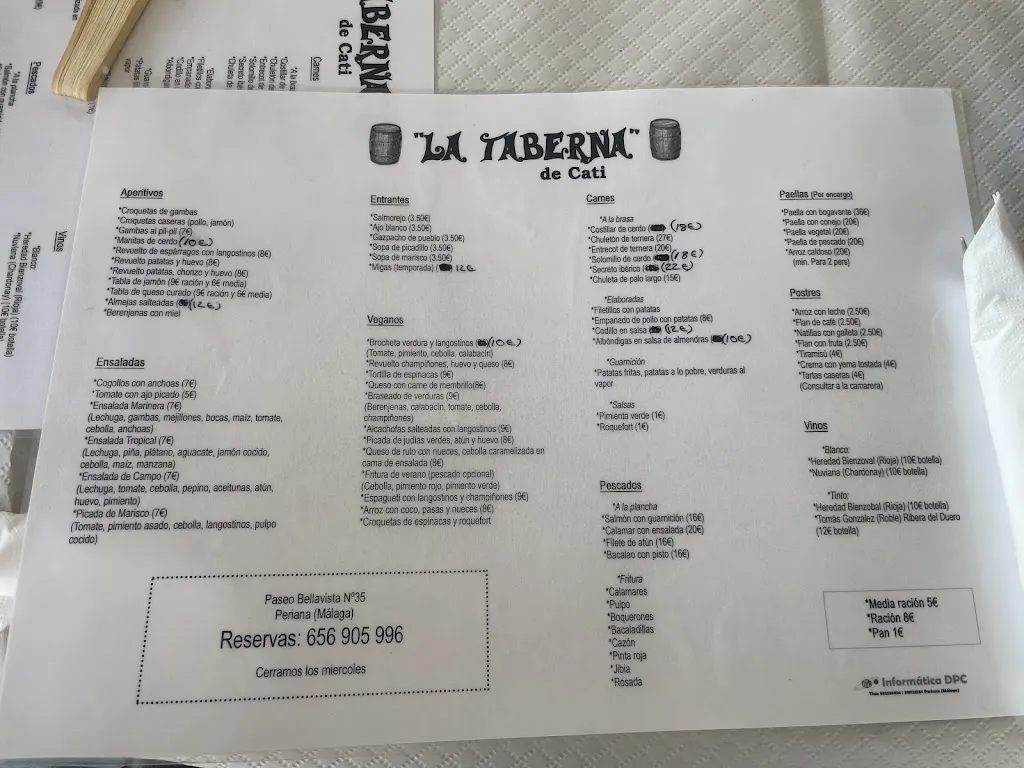 "LA TABERNA"
de Cati
Aperitivos
*Croquetas de gambas
*Croquetas caseras (pollo, jamón)
*Gambas al pil-pil (7€)
*Manitas de cerdo (10€)
*Revuelto de espárragos con langostinos (8€)
*Revuelto patatas y huevo (8€)
*Revuelto patatas, chorizo y huevo (8€)
*Tabla de jamón (9€ ración y 6€ media)
*Tabla de queso curado (9€ ración y 6€ media)
*Almejas salteadas (12€)
*Berenjenas con miel
Ensaladas
*Cogollos con anchoas (7€)
*Tomate con ajo picado (5€)
*Ensalada Marinera (7€)
(Lechuga, gambas, mejillones, bocas, maíz, tomate,
cebolla, anchoas)
*Ensalada Tropical (7€)
(Lechuga, piña, plátano, aguacate, jamón cocido,
cebolla, maíz, manzana)
*Ensalada de Campo (7€)
(Lechuga, tomate, cebolla, pepino, aceitunas, atún,
huevo, pimiento)
*Picada de Marisco (7€)
(Tomate, pimiento asado, cebolla, langostinos, pulpo
cocido)
Entrantes
*Salmorejo (3.50€)
*Ajo blanco (3.50€)
*Gazpacho de pueblo (3.50€)
*Sopa de picadillo (3.50€)
*Sopa de marisco (3.50€)
*Migas (temporada) (12€
Veganos
*Brocheta verdura y langostinos (10€)
(Tomate, pimiento, cebolla, calabacín)
*Revuelto champiñones, huevo y queso (8€)
*Tortilla de espinacas (9€)
*Queso con carne de membrillo(8€)
*Braseado de verduras (9€)
(Berenjenas, calabacín, tomate, cebolla,
champiñones)
*Alcachofas salteadas con langostinos (9€)
*Picada de judías verdes, atún y huevo (8€)
*Queso de rulo con nueces, cebolla caramelizada en
cama de ensalada (8€)
*Fritura de verano (pescado opcional)
(Cebolla, pimiento rojo, pimiento verde)
*Espagueti con langostinos y champiñones (9€)
*Arroz con coco, pasas y nueces (8€)
*Croquetas de espinacas y roquefort
Carnes
*A la brasa
*Costillar de cerdo (18€)
*Chuletón de ternera (27€)
*Entrecot de ternera (20€)
*Solomillo de cerdo (18€)
*Secreto ibérico (22€)
*Chuleta de palo largo (15€)
*Elaboradas
*Filetillos con patatas
*Empanado de pollo con patatas (8€)
*Codillo en salsa (12€)
*Albóndigas en salsa de almendras (10€)
*Guarnición
*Patatas fritas, patatas a lo pobre, verduras al
vapor
*Salsas
*Pimienta verde (1€)
*Roquefort (1€)
Pescados
*A la plancha
*Salmón con guarnición (16€)
*Calamar con ensalada (20€)
*Filete de atún (16€)
*Bacalao con pisto (16€)
*Fritura
*Calamares
*Pulpo
*Boquerones
*Bacaladillas
*Cazón
*Pinta roja
*Jibia
*Rosada
Paellas (Por encargo)
*Paella con bogavante (36€)
*Paella con conejo (20€)
*Paella vegetal (20€)
*Paella de pescado (20€)
*Arroz caldoso (20€)
(min. Para 2 pers)
Postres
*Arroz con leche (2.50€)
*Flan de café (2.50€)
*Natillas con galleta (2.50€)
*Flan con fruta (2.50€)
*Tiramisú (4€)
*Crema con yema tostada (4€)
*Tartas caseras (4€)
(Consultar a la camarera)
Vinos
*Blanco:
*Heredad Bienzoval (Rioja) (10€ botella)
*Nuviana (Chardonay) (10€ botella)
*Tinto:
*Heredad Bienzobal (Rioja) (10€ botella)
*Tomás Gonzalez (Roble) Ribera del Duero
(12€ botella)
*Media ración 5€
*Ración 8€
*Pan 1€
Paseo Bellavista Nº35
Periana (Málaga)
Reservas: 656 905 996
Cerramos los miercoles
Informática DPC